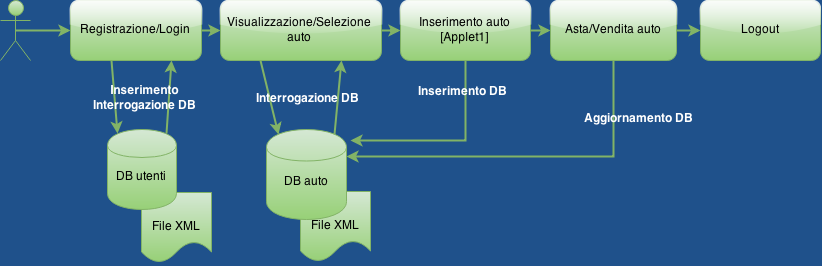 Registrazione/Login
Visualizzazione/Selezione
auto
Inserimento auto
[Applet1]
Asta/Vendita auto
Logout
Inserimento
Interrogazione DB
Interrogazione DB
Inserimento DB
Aggiornamento DB
DB utenti
DB auto
File XML
File XML